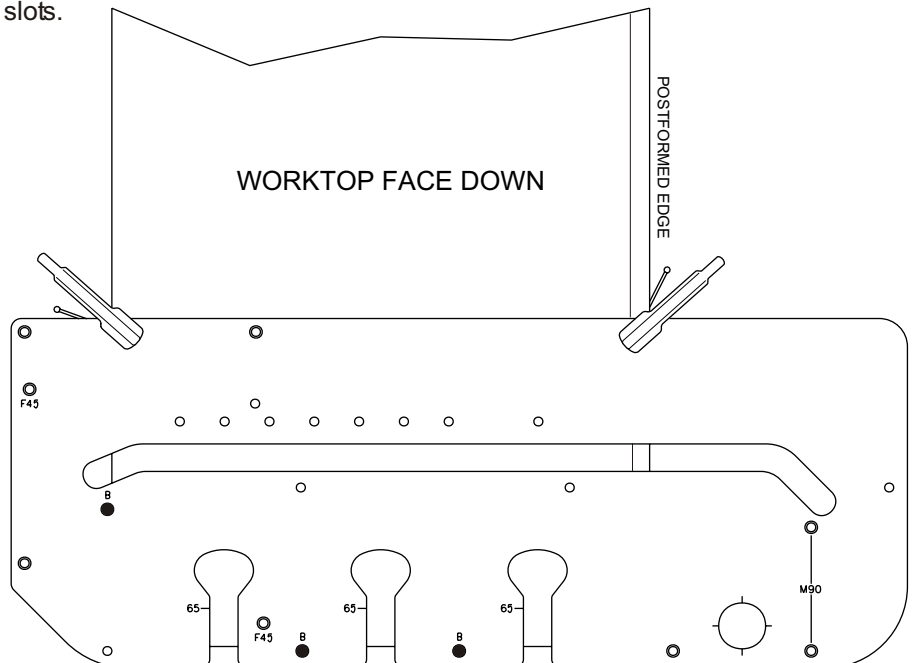 slots.
POSTFORMED EDGE
WORKTOP FACE DOWN
F45
B
M90
65
65
65
F45
B
B